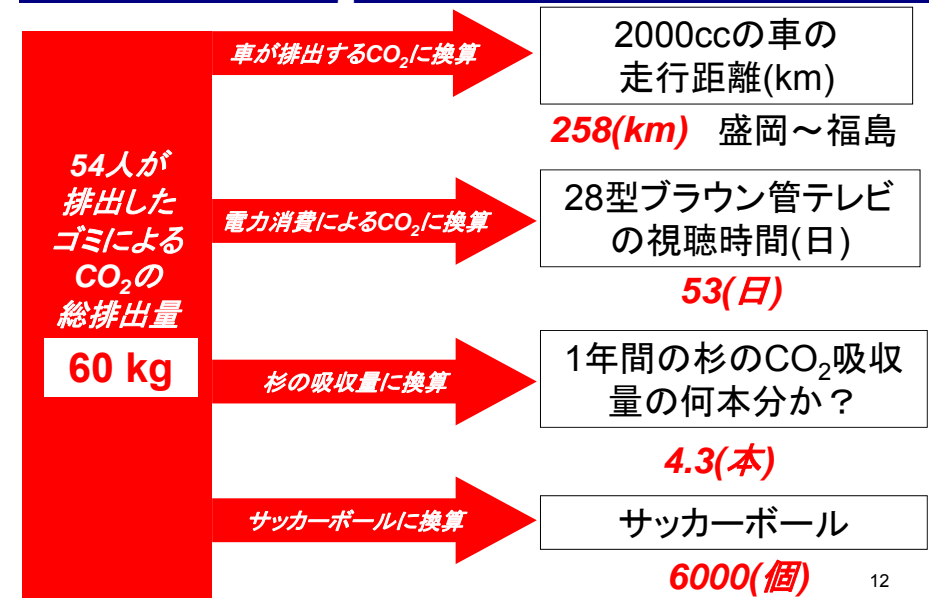 車が排出するCO₂に換算
2000ccの車の
走行距離(km)
258(km) 盛岡～福島
54人が
排出した
ゴミによる
CO₂の
総排出量
60 kg
電力消費によるCO₂に換算
28型ブラウン管テレビ
の視聴時間(日)
53(日)
杉の吸収量に換算
1年間の杉のCO₂吸収
量の何本分か？
4.3(本)
サッカーボールに換算
サッカーボール
6000(個)
12